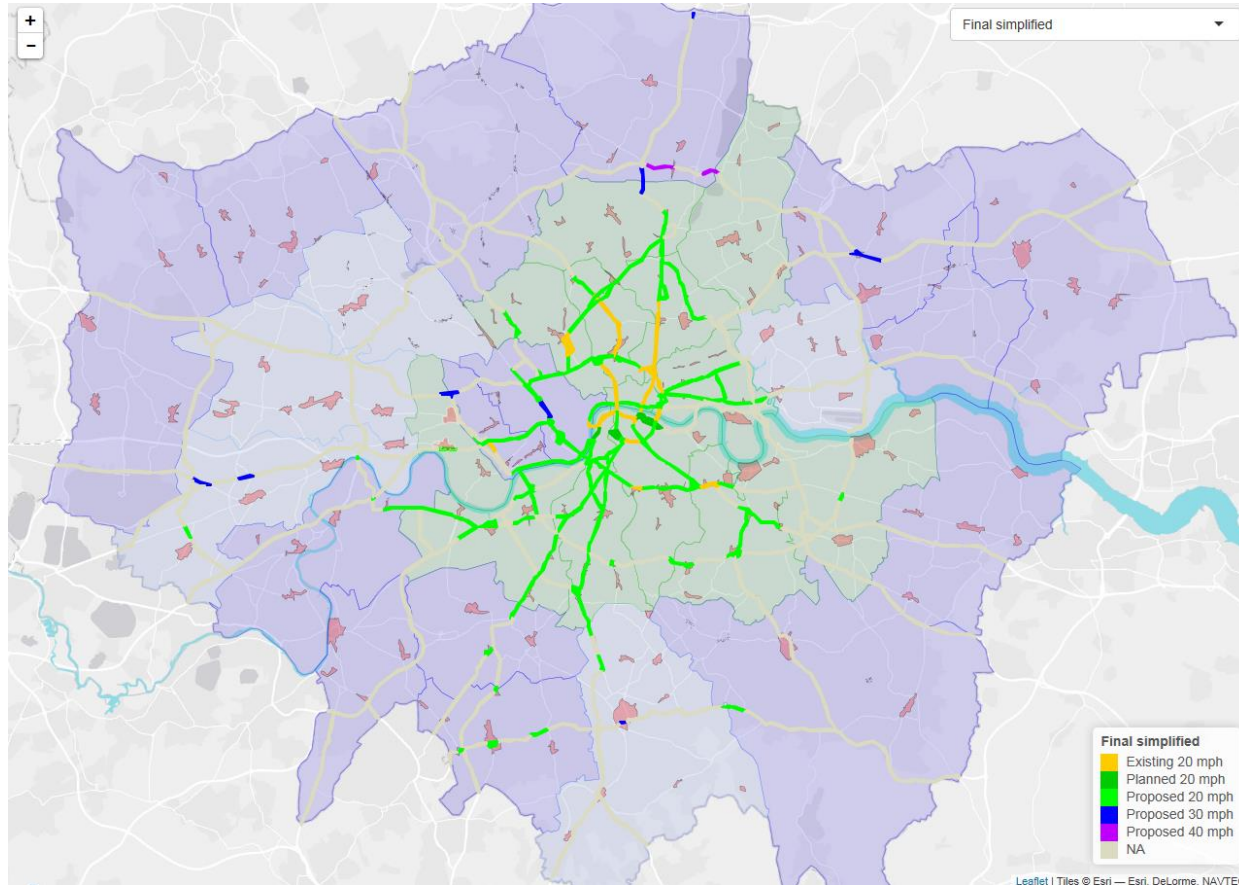 +
−
Final simplified
Final simplified
Existing 20 mph
Planned 20 mph
Proposed 20 mph
Proposed 30 mph
Proposed 40 mph
NA
Leaflet | Tiles © Esri — Esri, DeLorme, NAVTEQ